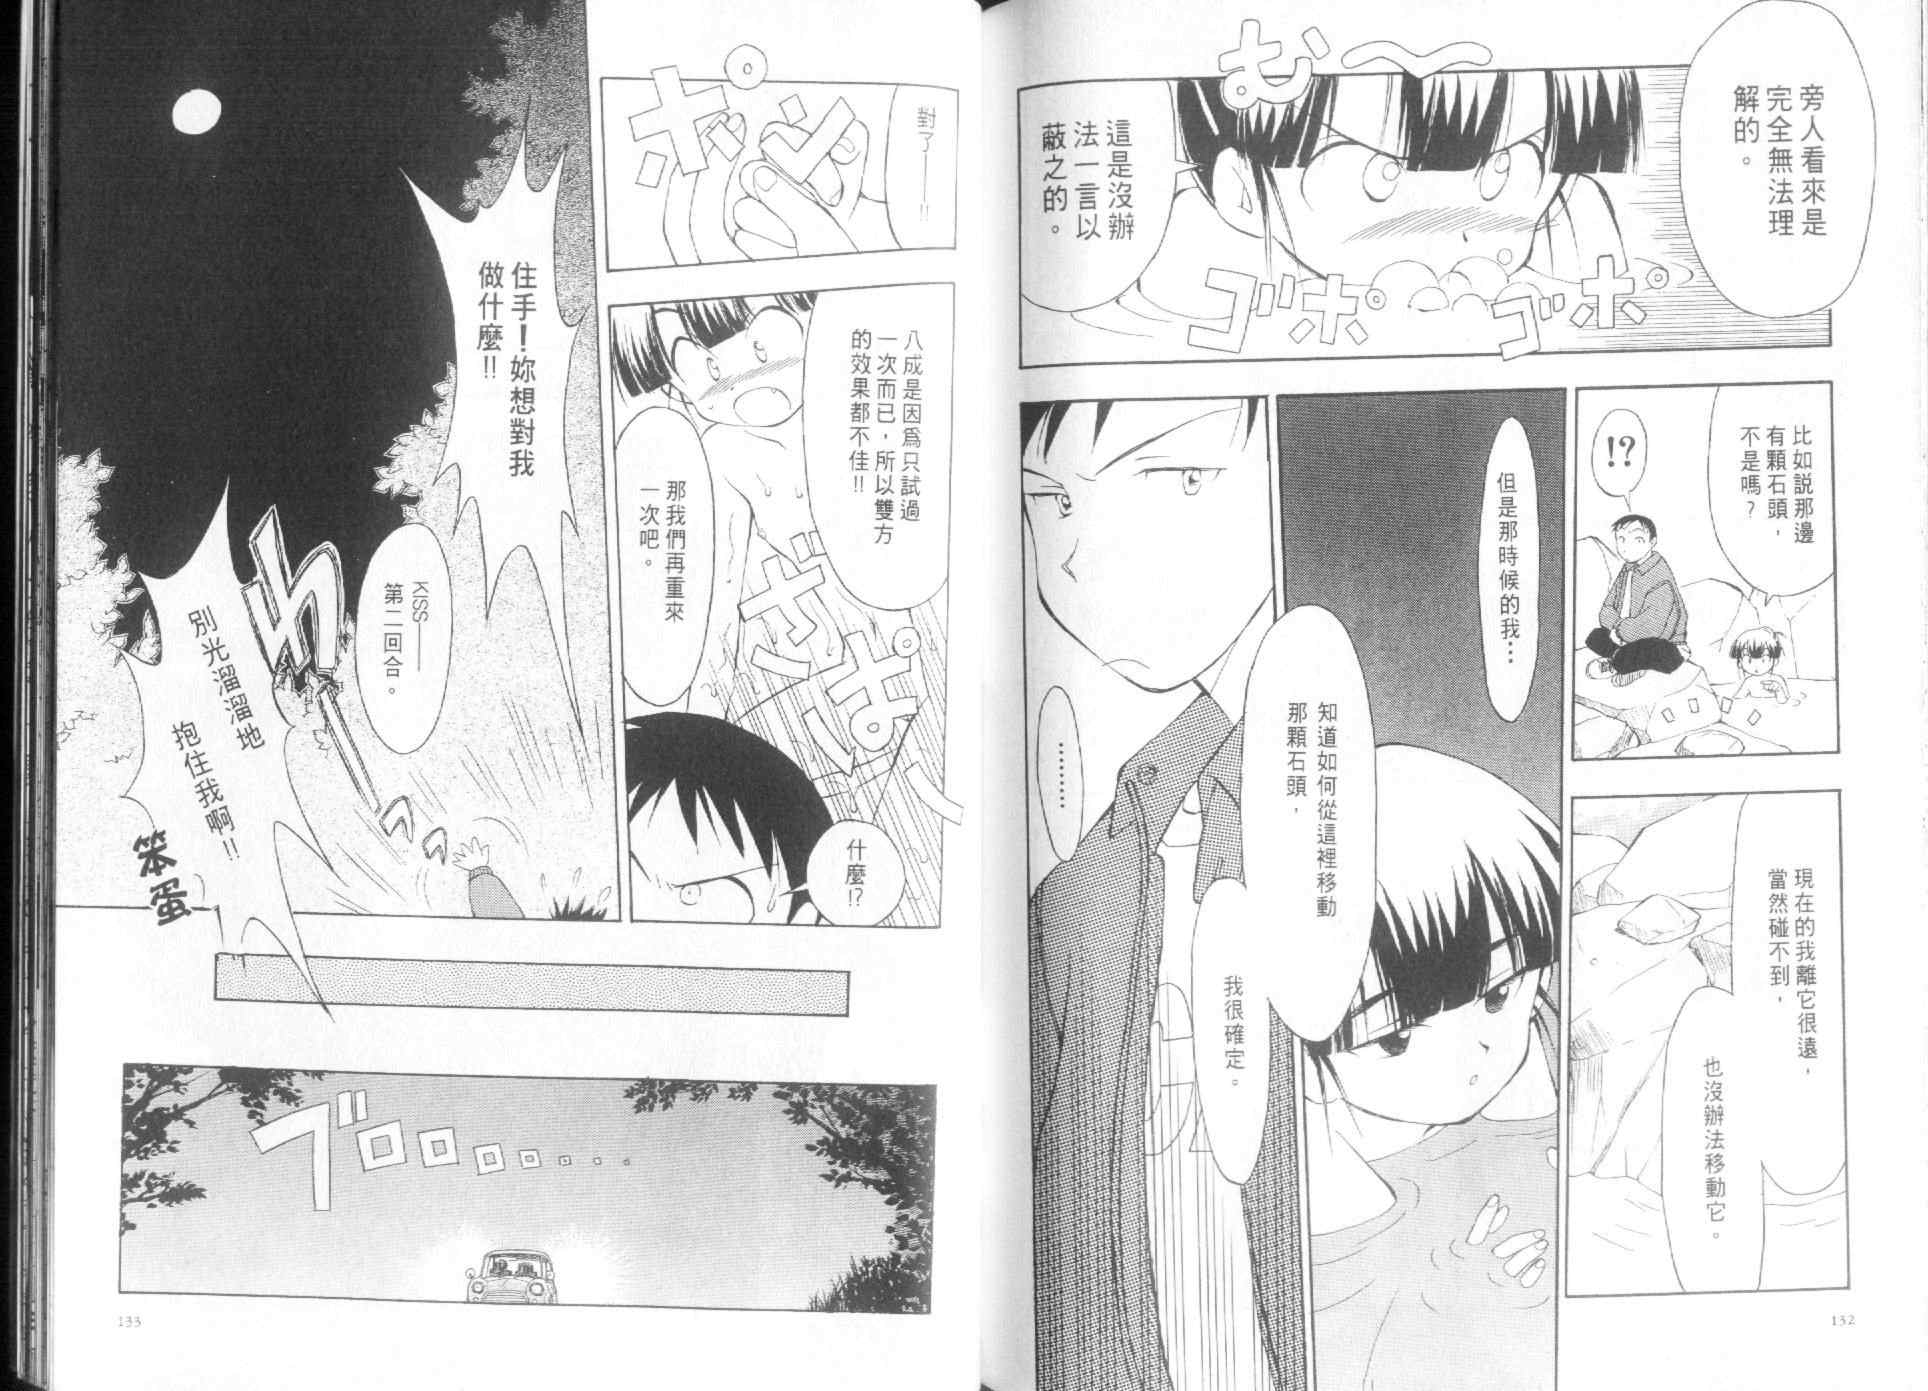 旁人看來是
完全無法理
解的。
む〜
這是沒辦
法一言以
蔽之的。
ゴポ
ゴポ
比如説那邊
有顆石頭，
不是嗎？
!?
現在的我離它很遠，
當然碰不到，
也沒辦法移動它。
但是那時候的我…
知道如何從這裡移動
那顆石頭，
我很確定。
………
132
對了——!!
ポン
八成是因爲只試過
一次而已，所以雙方
的效果都不佳!!
那我們再重來
一次吧。
ざばー
什麼!?
住手！妳想對我
做什麼!!
KISS——
第二回合。
別光溜溜地
抱住我啊!!
笨蛋
ブロロロロ...
133